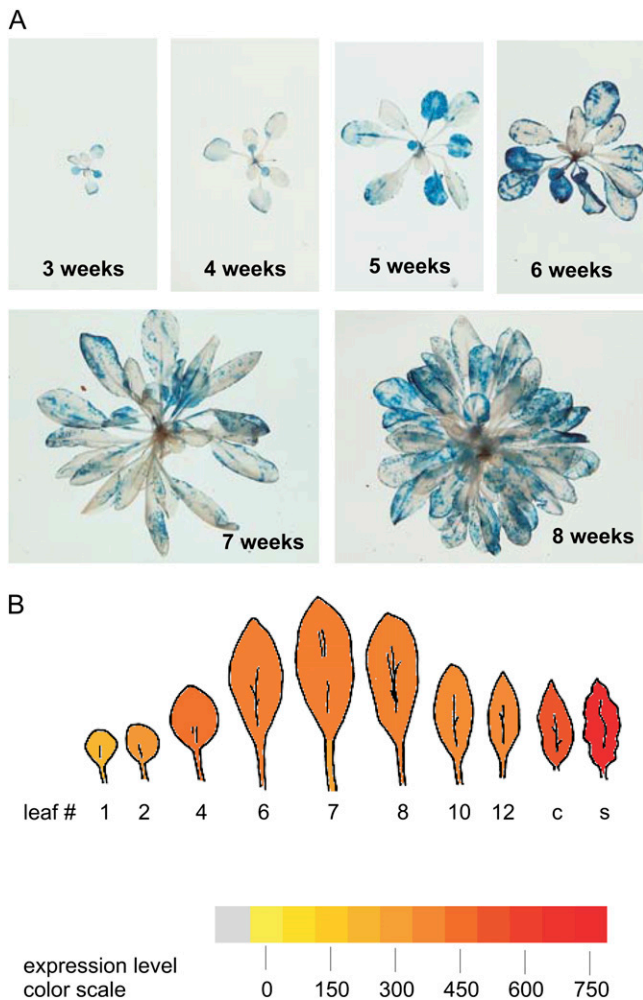 A
3 weeks
4 weeks
5 weeks
6 weeks
7 weeks
8 weeks
B
leaf # 1 2 4 6 7 8 10 12 c s
expression level
color scale 0 150 300 450 600 750